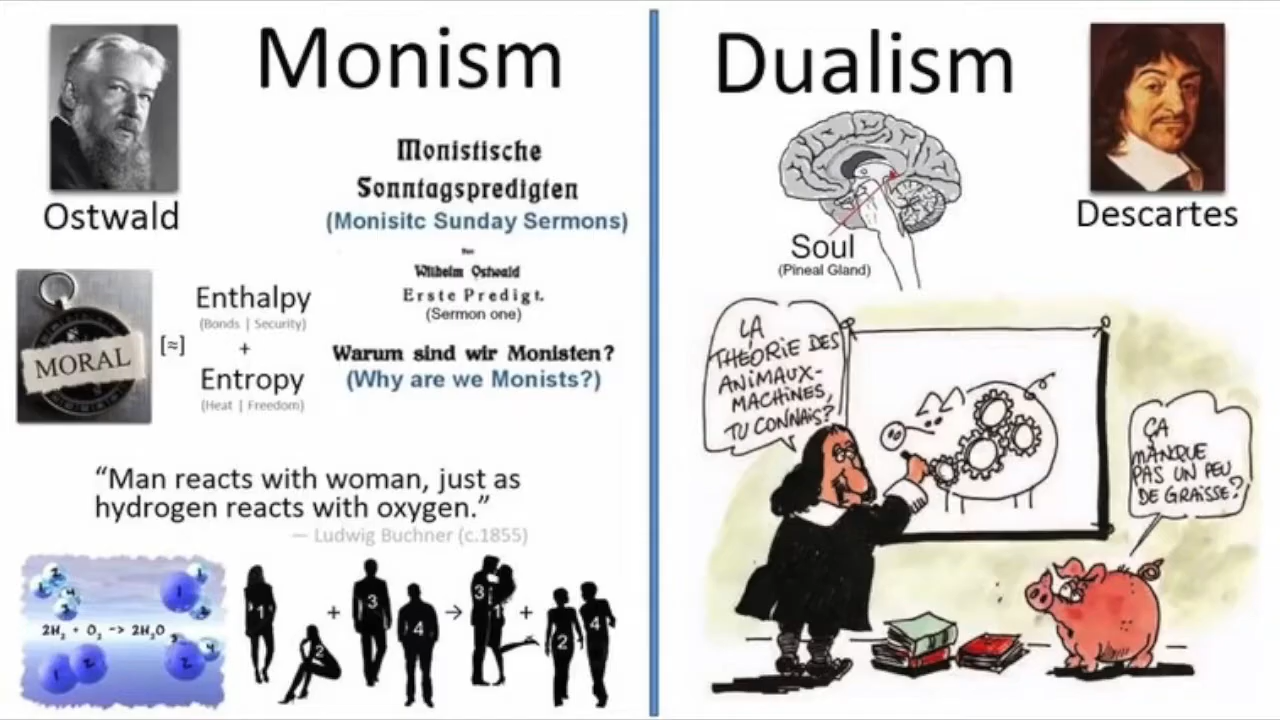 Monism
Ostwald
Monistische
Sonntagspredigten
(Monisitc Sunday Sermons)
Wilhelm Ostwald
Erste Predigt.
(Sermon one)
Warum sind wir Monisten?
(Why are we Monists?)
MORAL
[≈]
Enthalpy
(Bonds | Security)
+
Entropy
(Heat | Freedom)
“Man reacts with woman, just as
hydrogen reacts with oxygen.”
— Ludwig Buchner (c.1855)
2H₂ + O₂ -> 2H₂O
1 + 3 → 3 1 + 2 4
2 4
Dualism
Descartes
Soul
(Pineal Gland)
LA
THÉORIE DES
ANIMAUX-
MACHINES,
TU CONNAIS?
ÇA
MANQUE
PAS UN PEU
DE GRAISSE?